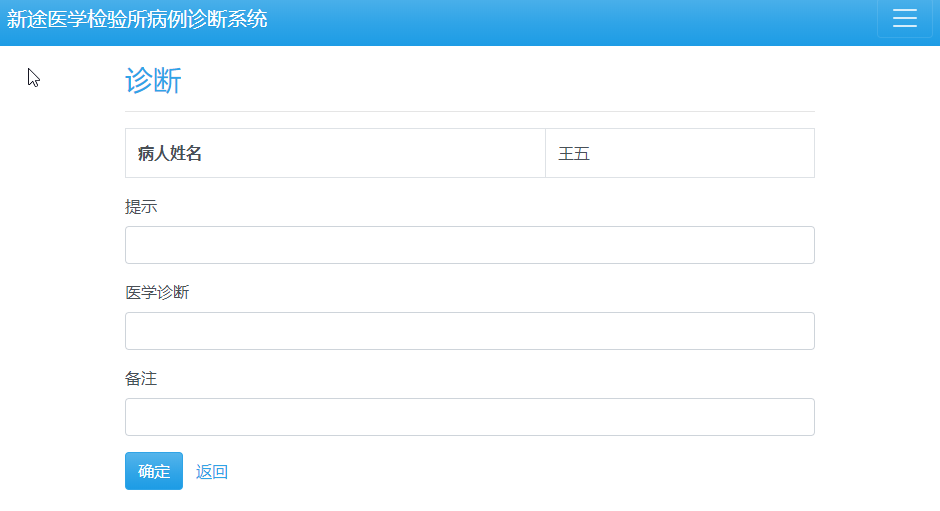 新途医学检验所病例诊断系统
诊断
病人姓名 王五
提示
医学诊断
备注
确定 返回